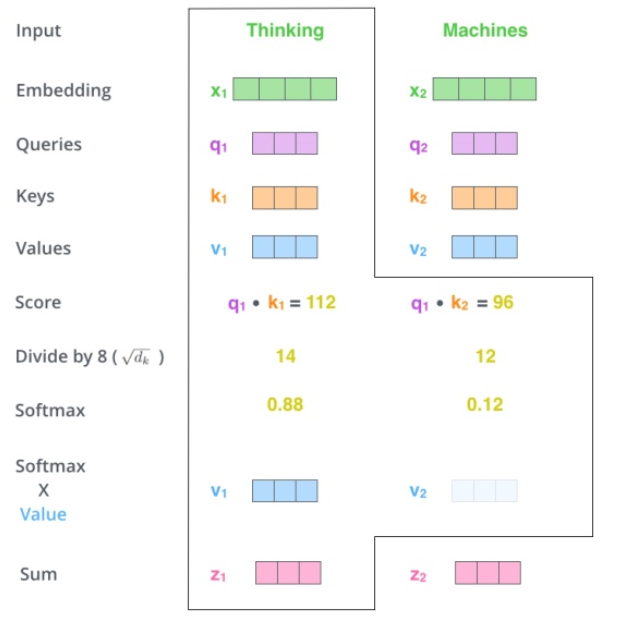 Input Thinking Machines
Embedding x₁ x₂
Queries q₁ q₂
Keys k₁ k₂
Values v₁ v₂
Score q₁ • k₁ = 112 q₁ • k₂ = 96
Divide by 8 ( √dₖ ) 14 12
Softmax 0.88 0.12
Softmax
X
Value v₁ v₂
Sum z₁ z₂